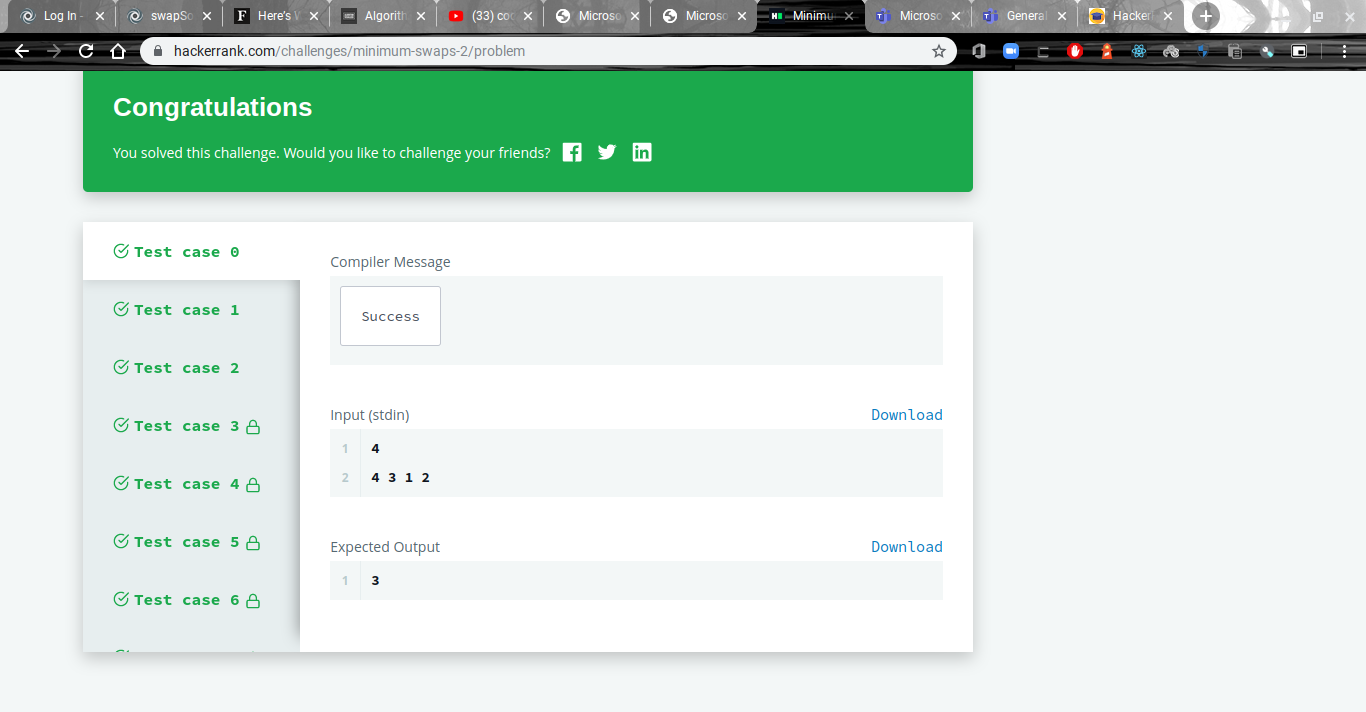 Log In - swapSo Here's W Algorith (33) coc Microso Microso Minimu Microso General Hackerr
hackerrank.com/challenges/minimum-swaps-2/problem
Congratulations
You solved this challenge. Would you like to challenge your friends?
Test case 0
Test case 1
Test case 2
Test case 3
Test case 4
Test case 5
Test case 6
Compiler Message
Success
Input (stdin)
Download
1 4
2 4 3 1 2
Expected Output
Download
1 3